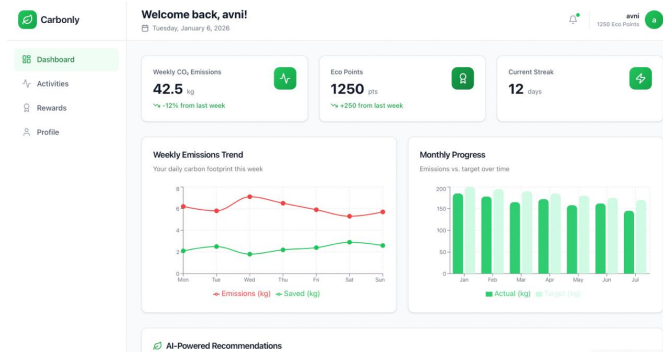 Carbonly
Dashboard
Activities
Rewards
Profile
Welcome back, avni!
Tuesday, January 6, 2026
avni
1250 Eco Points
a
Weekly CO₂ Emissions
42.5 kg
-12% from last week
Eco Points
1250 pts
+250 from last week
Current Streak
12 days
Weekly Emissions Trend
Your daily carbon footprint this week
8
6
4
2
0
Mon Tue Wed Thu Fri Sat Sun
Emissions (kg) Saved (kg)
Monthly Progress
Emissions vs. target over time
200
150
100
50
0
Jan Feb Mar Apr May Jun Jul
Actual (kg) Target (kg)
AI-Powered Recommendations